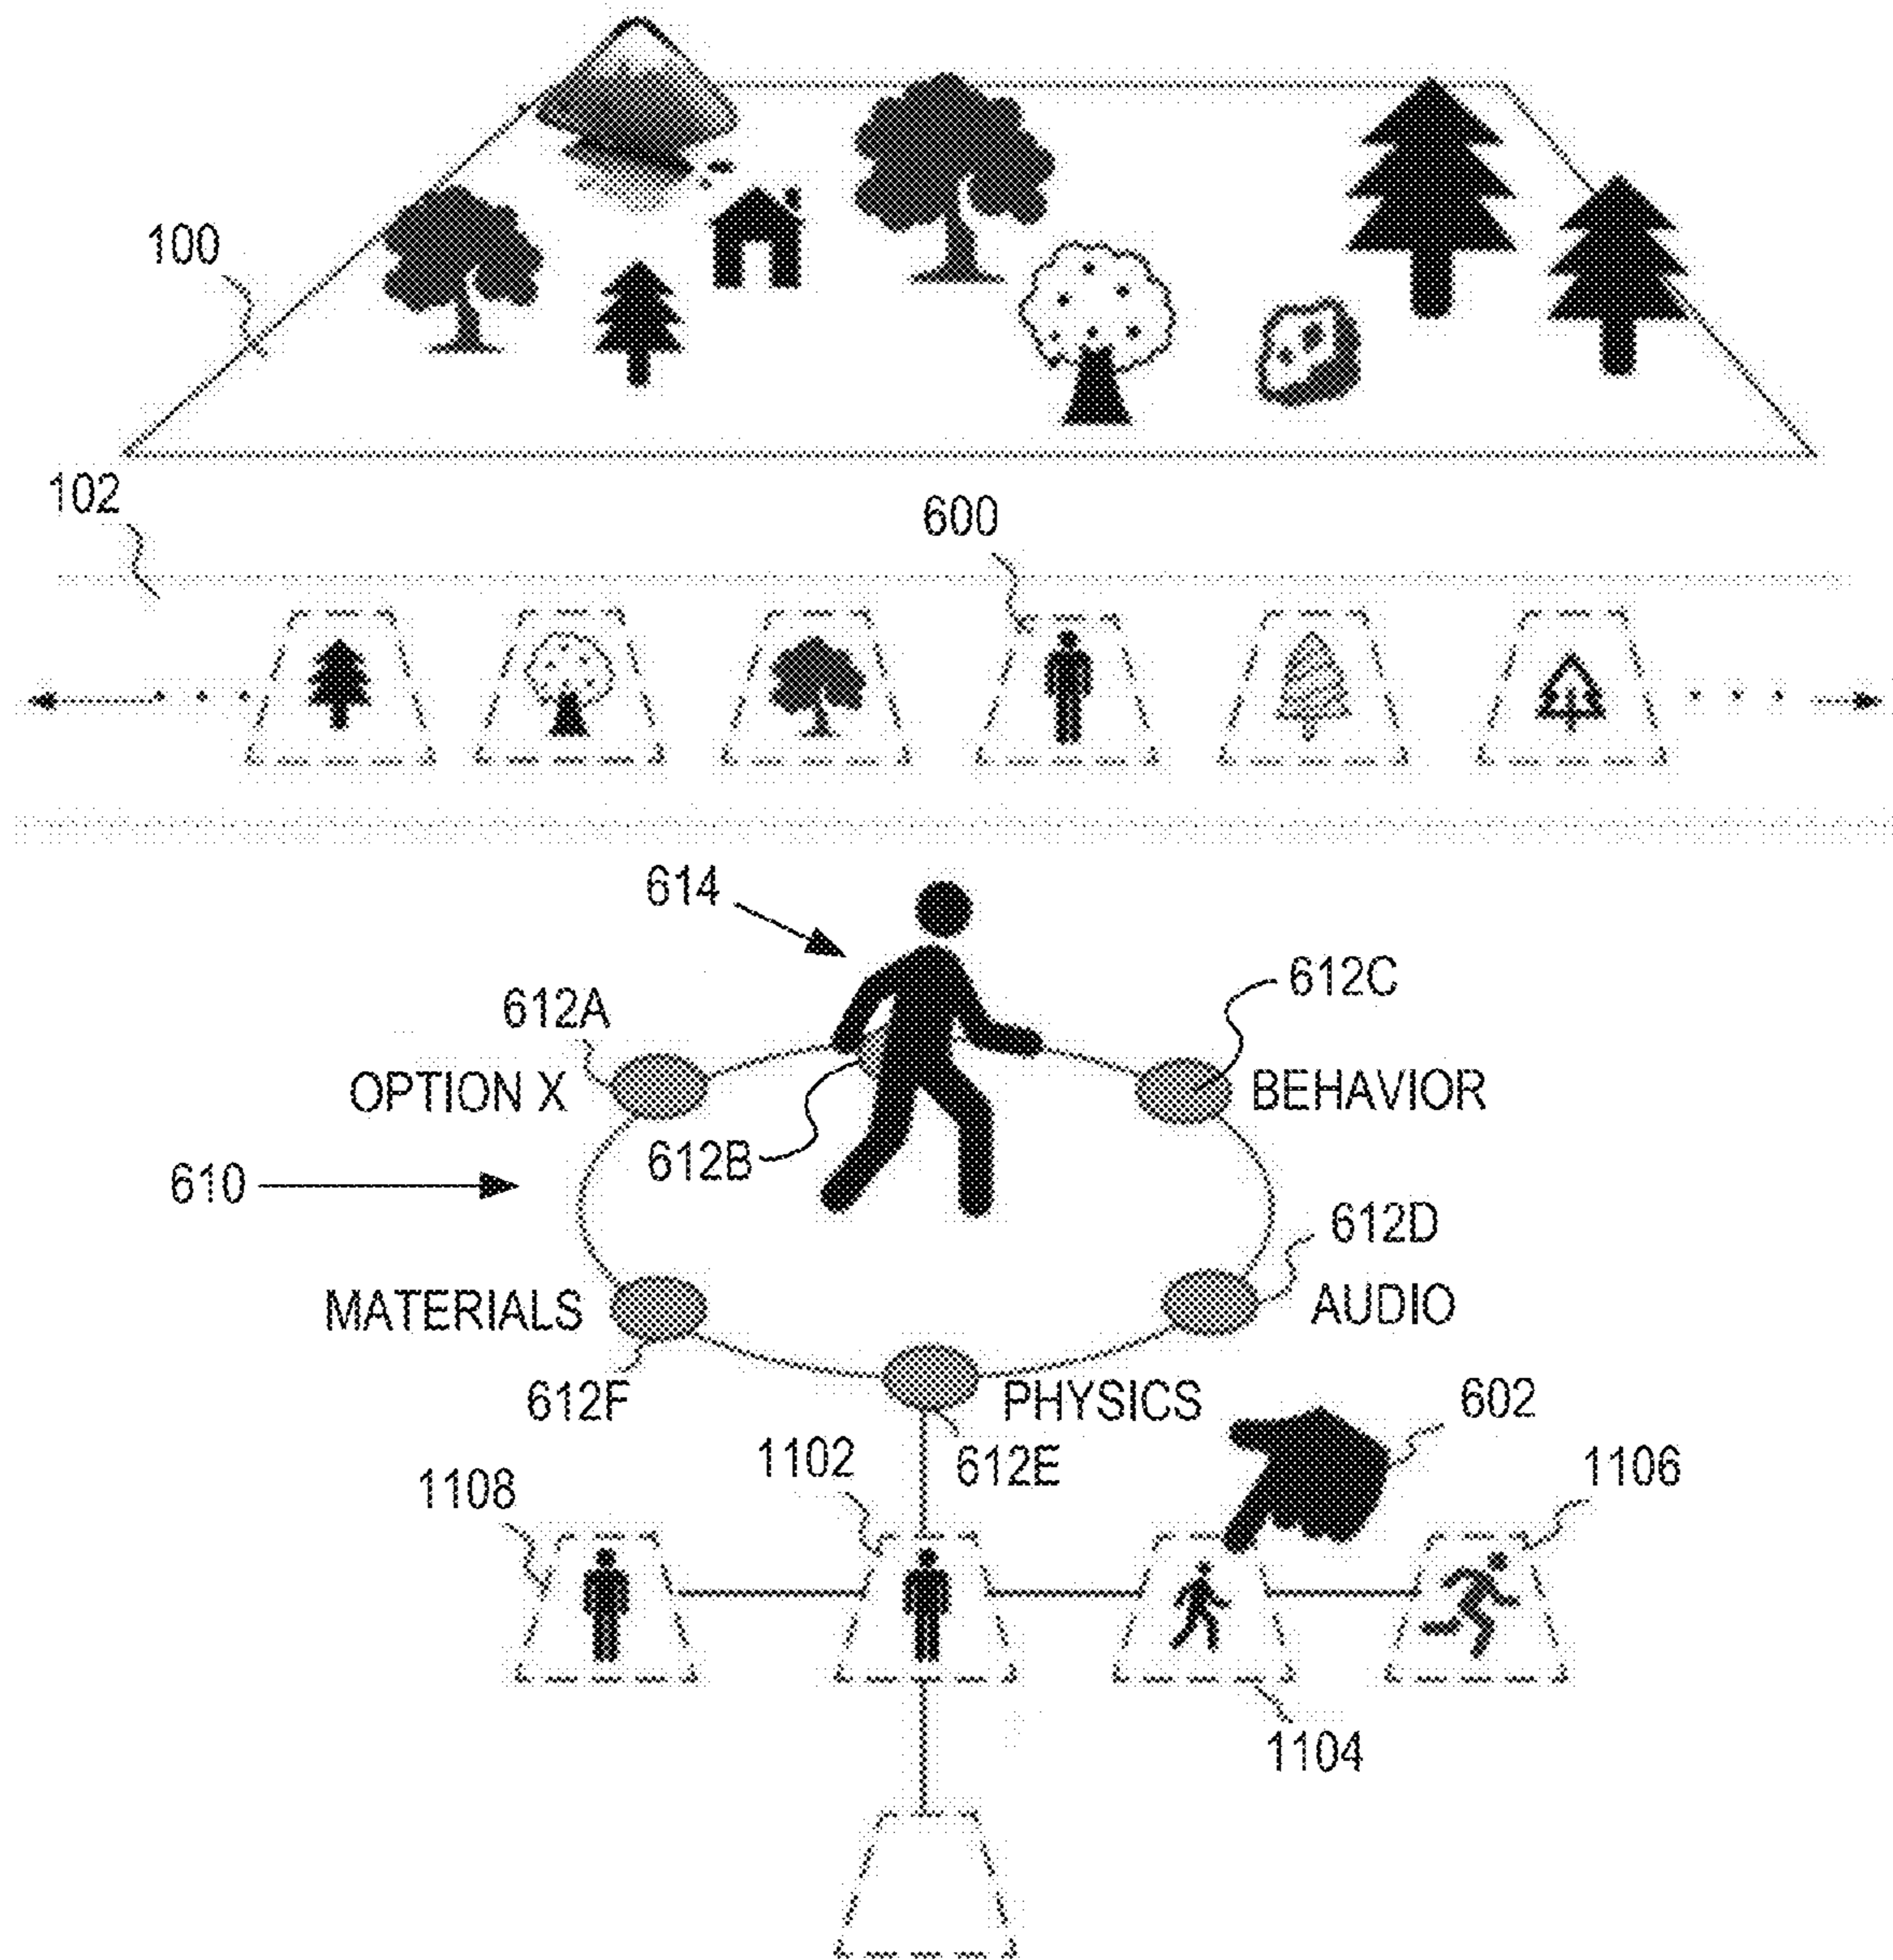 100
102
600
614
612C
612A
OPTION X
BEHAVIOR
612B
610
612D
MATERIALS
AUDIO
612F
PHYSICS
602
612E
1102
1108
1106
1104